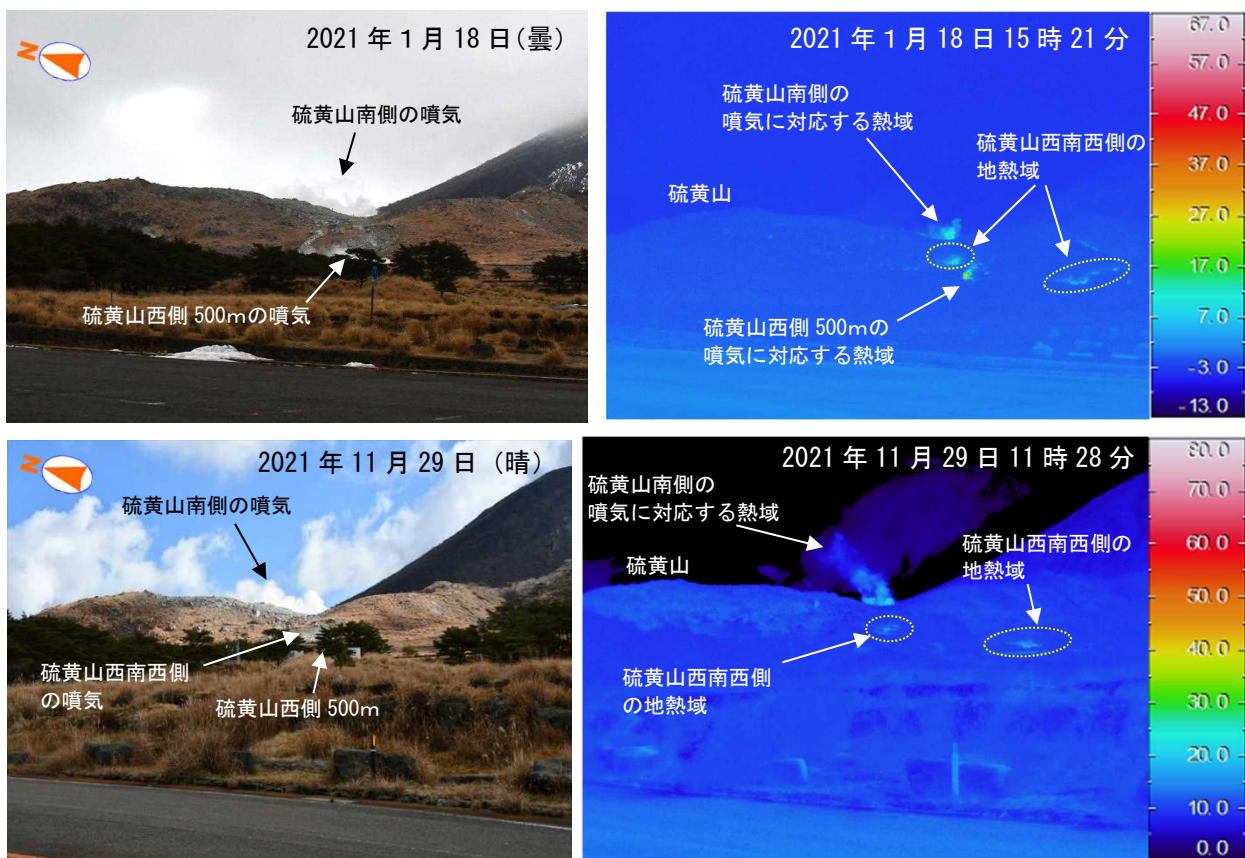 N
2021年1月18日(曇)
硫黄山南側の噴気
硫黄山西側500mの噴気
2021年1月18日15時21分
硫黄山南側の
噴気に対応する熱域
硫黄山西南西側の
地熱域
硫黄山
硫黄山西側500mの
噴気に対応する熱域
67.0
57.0
47.0
37.0
27.0
17.0
7.0
-3.0
-13.0
N
2021年11月29日(晴)
硫黄山南側の噴気
硫黄山西南西側
の噴気
硫黄山西側500m
2021年11月29日11時28分
硫黄山南側の
噴気に対応する熱域
硫黄山西南西側の
地熱域
硫黄山
硫黄山西南西側
の地熱域
80.0
70.0
60.0
50.0
40.0
30.0
20.0
10.0
0.0